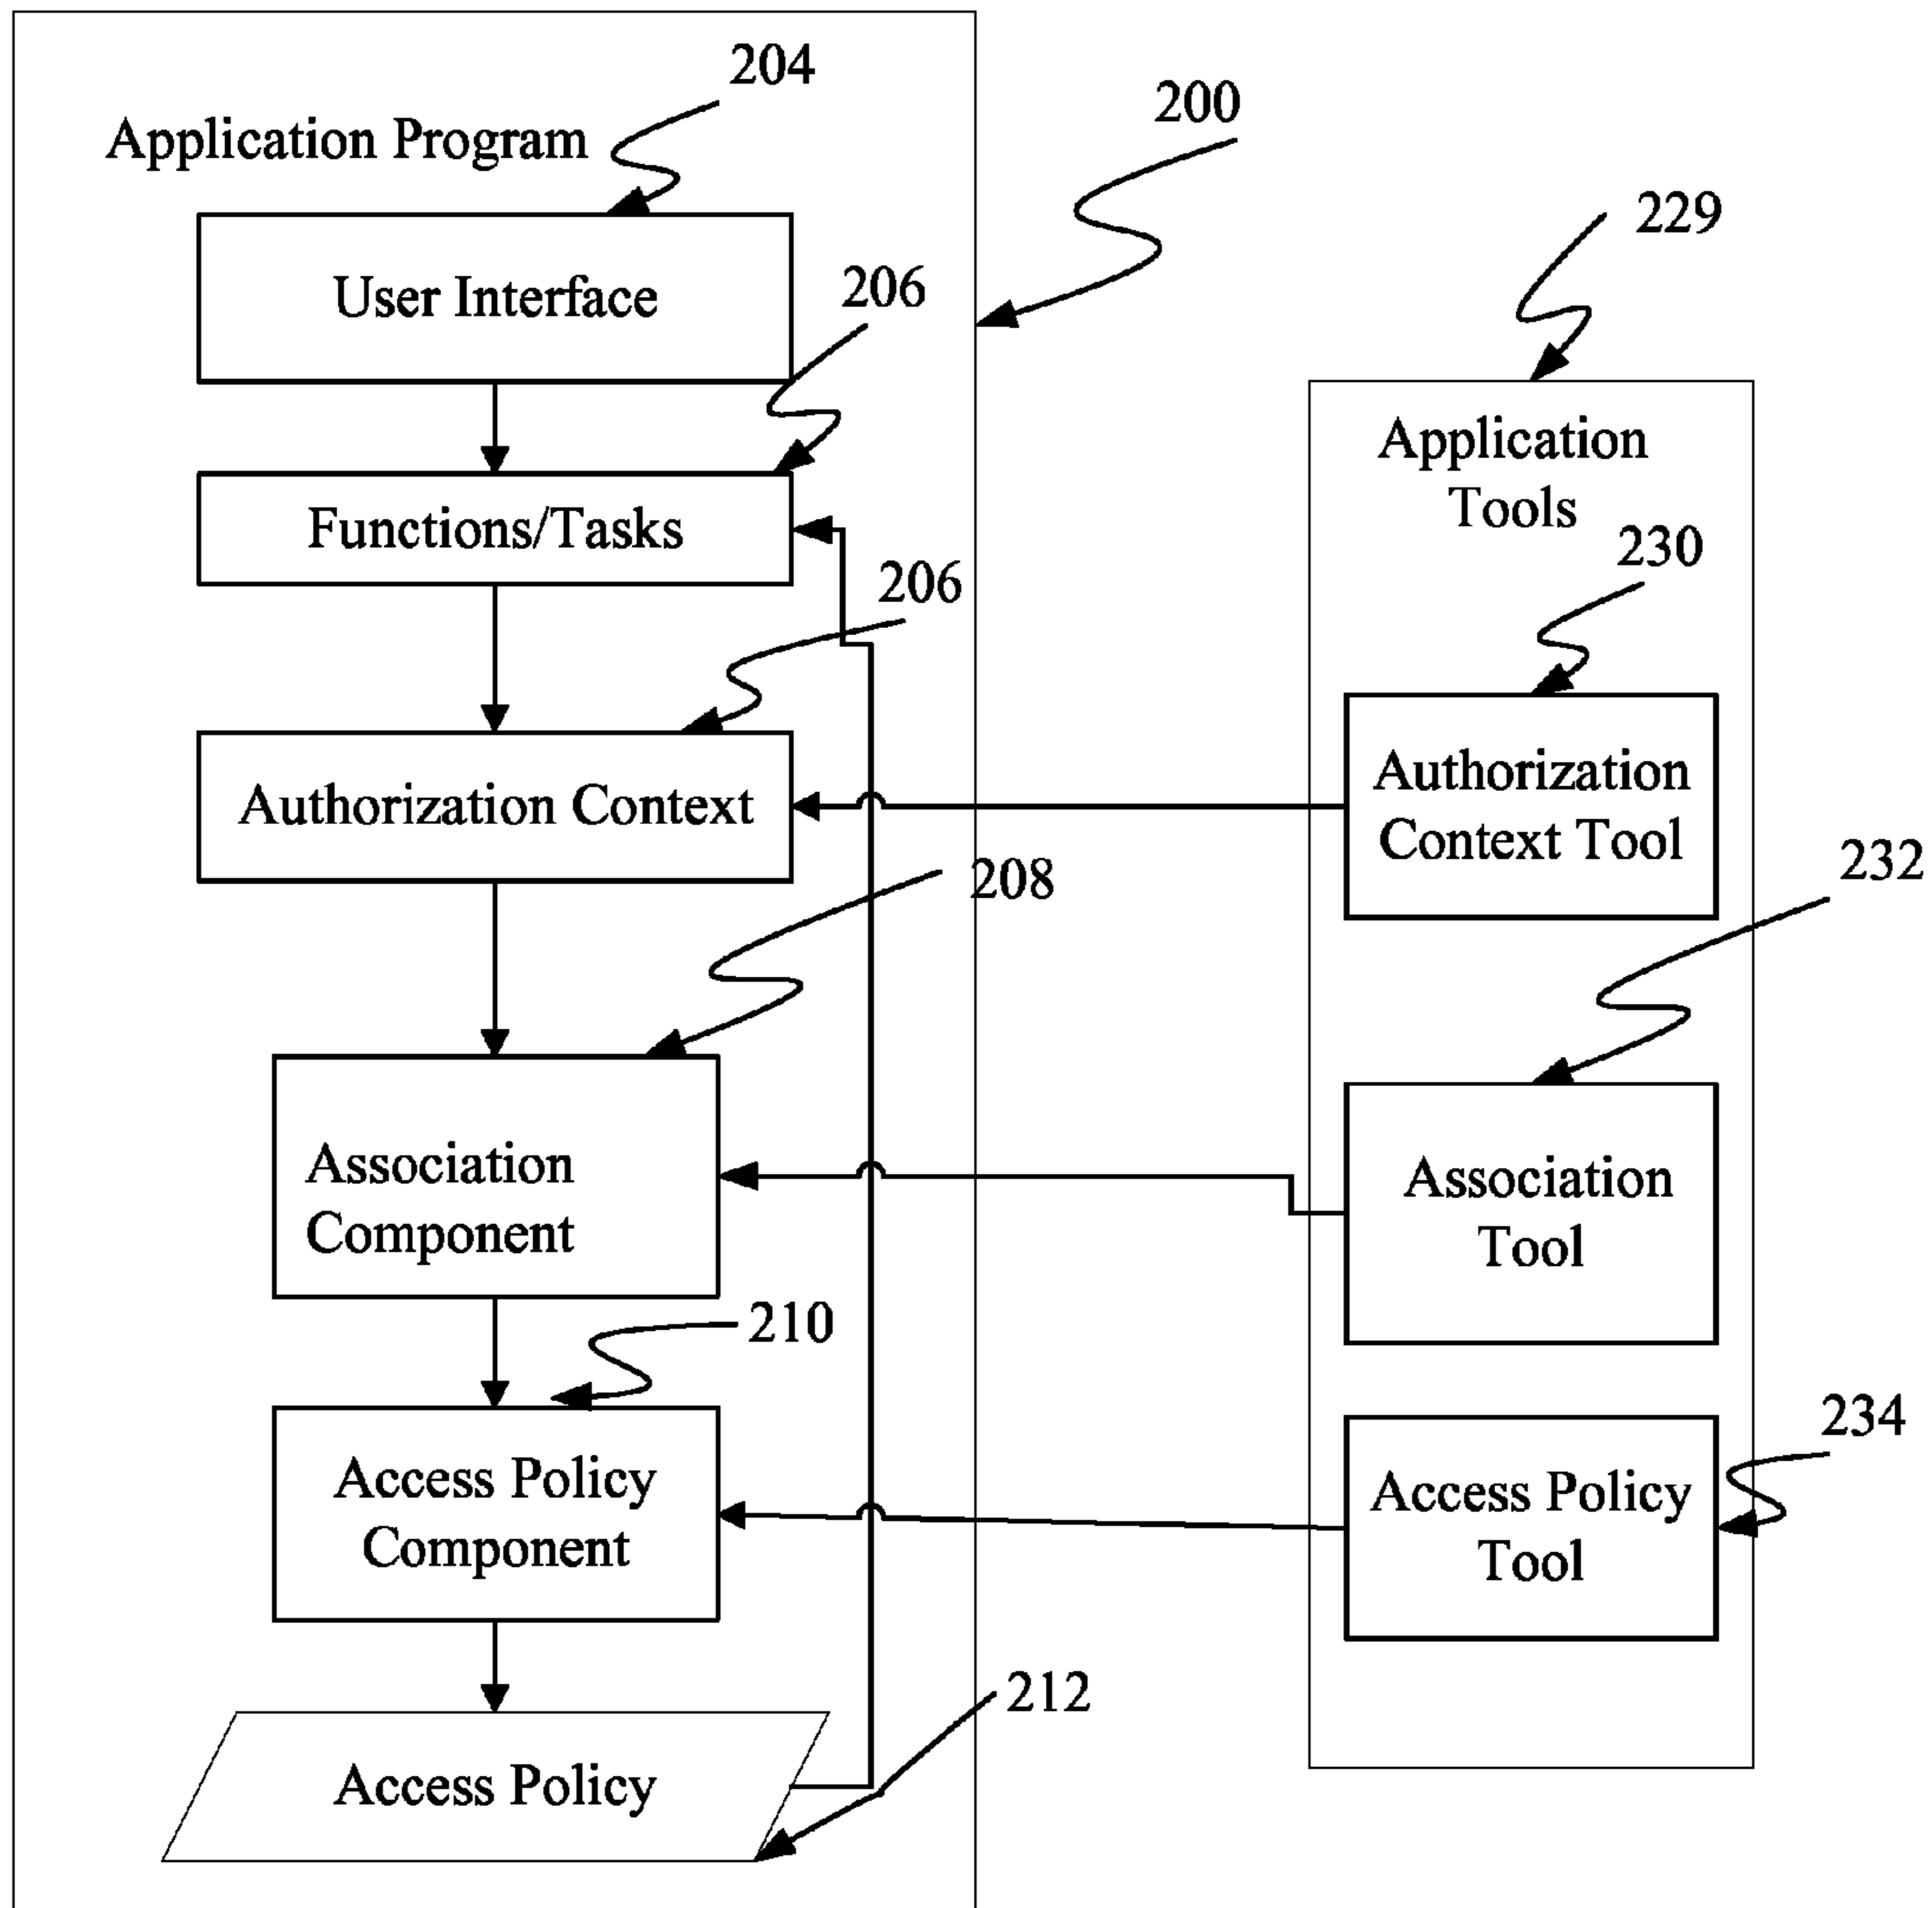 204
Application Program
200
User Interface
206
229
Functions/Tasks
Application
Tools
206
230
Authorization Context
Authorization
Context Tool
208
232
Association
Component
Association
Tool
210
234
Access Policy
Component
Access Policy
Tool
212
Access Policy